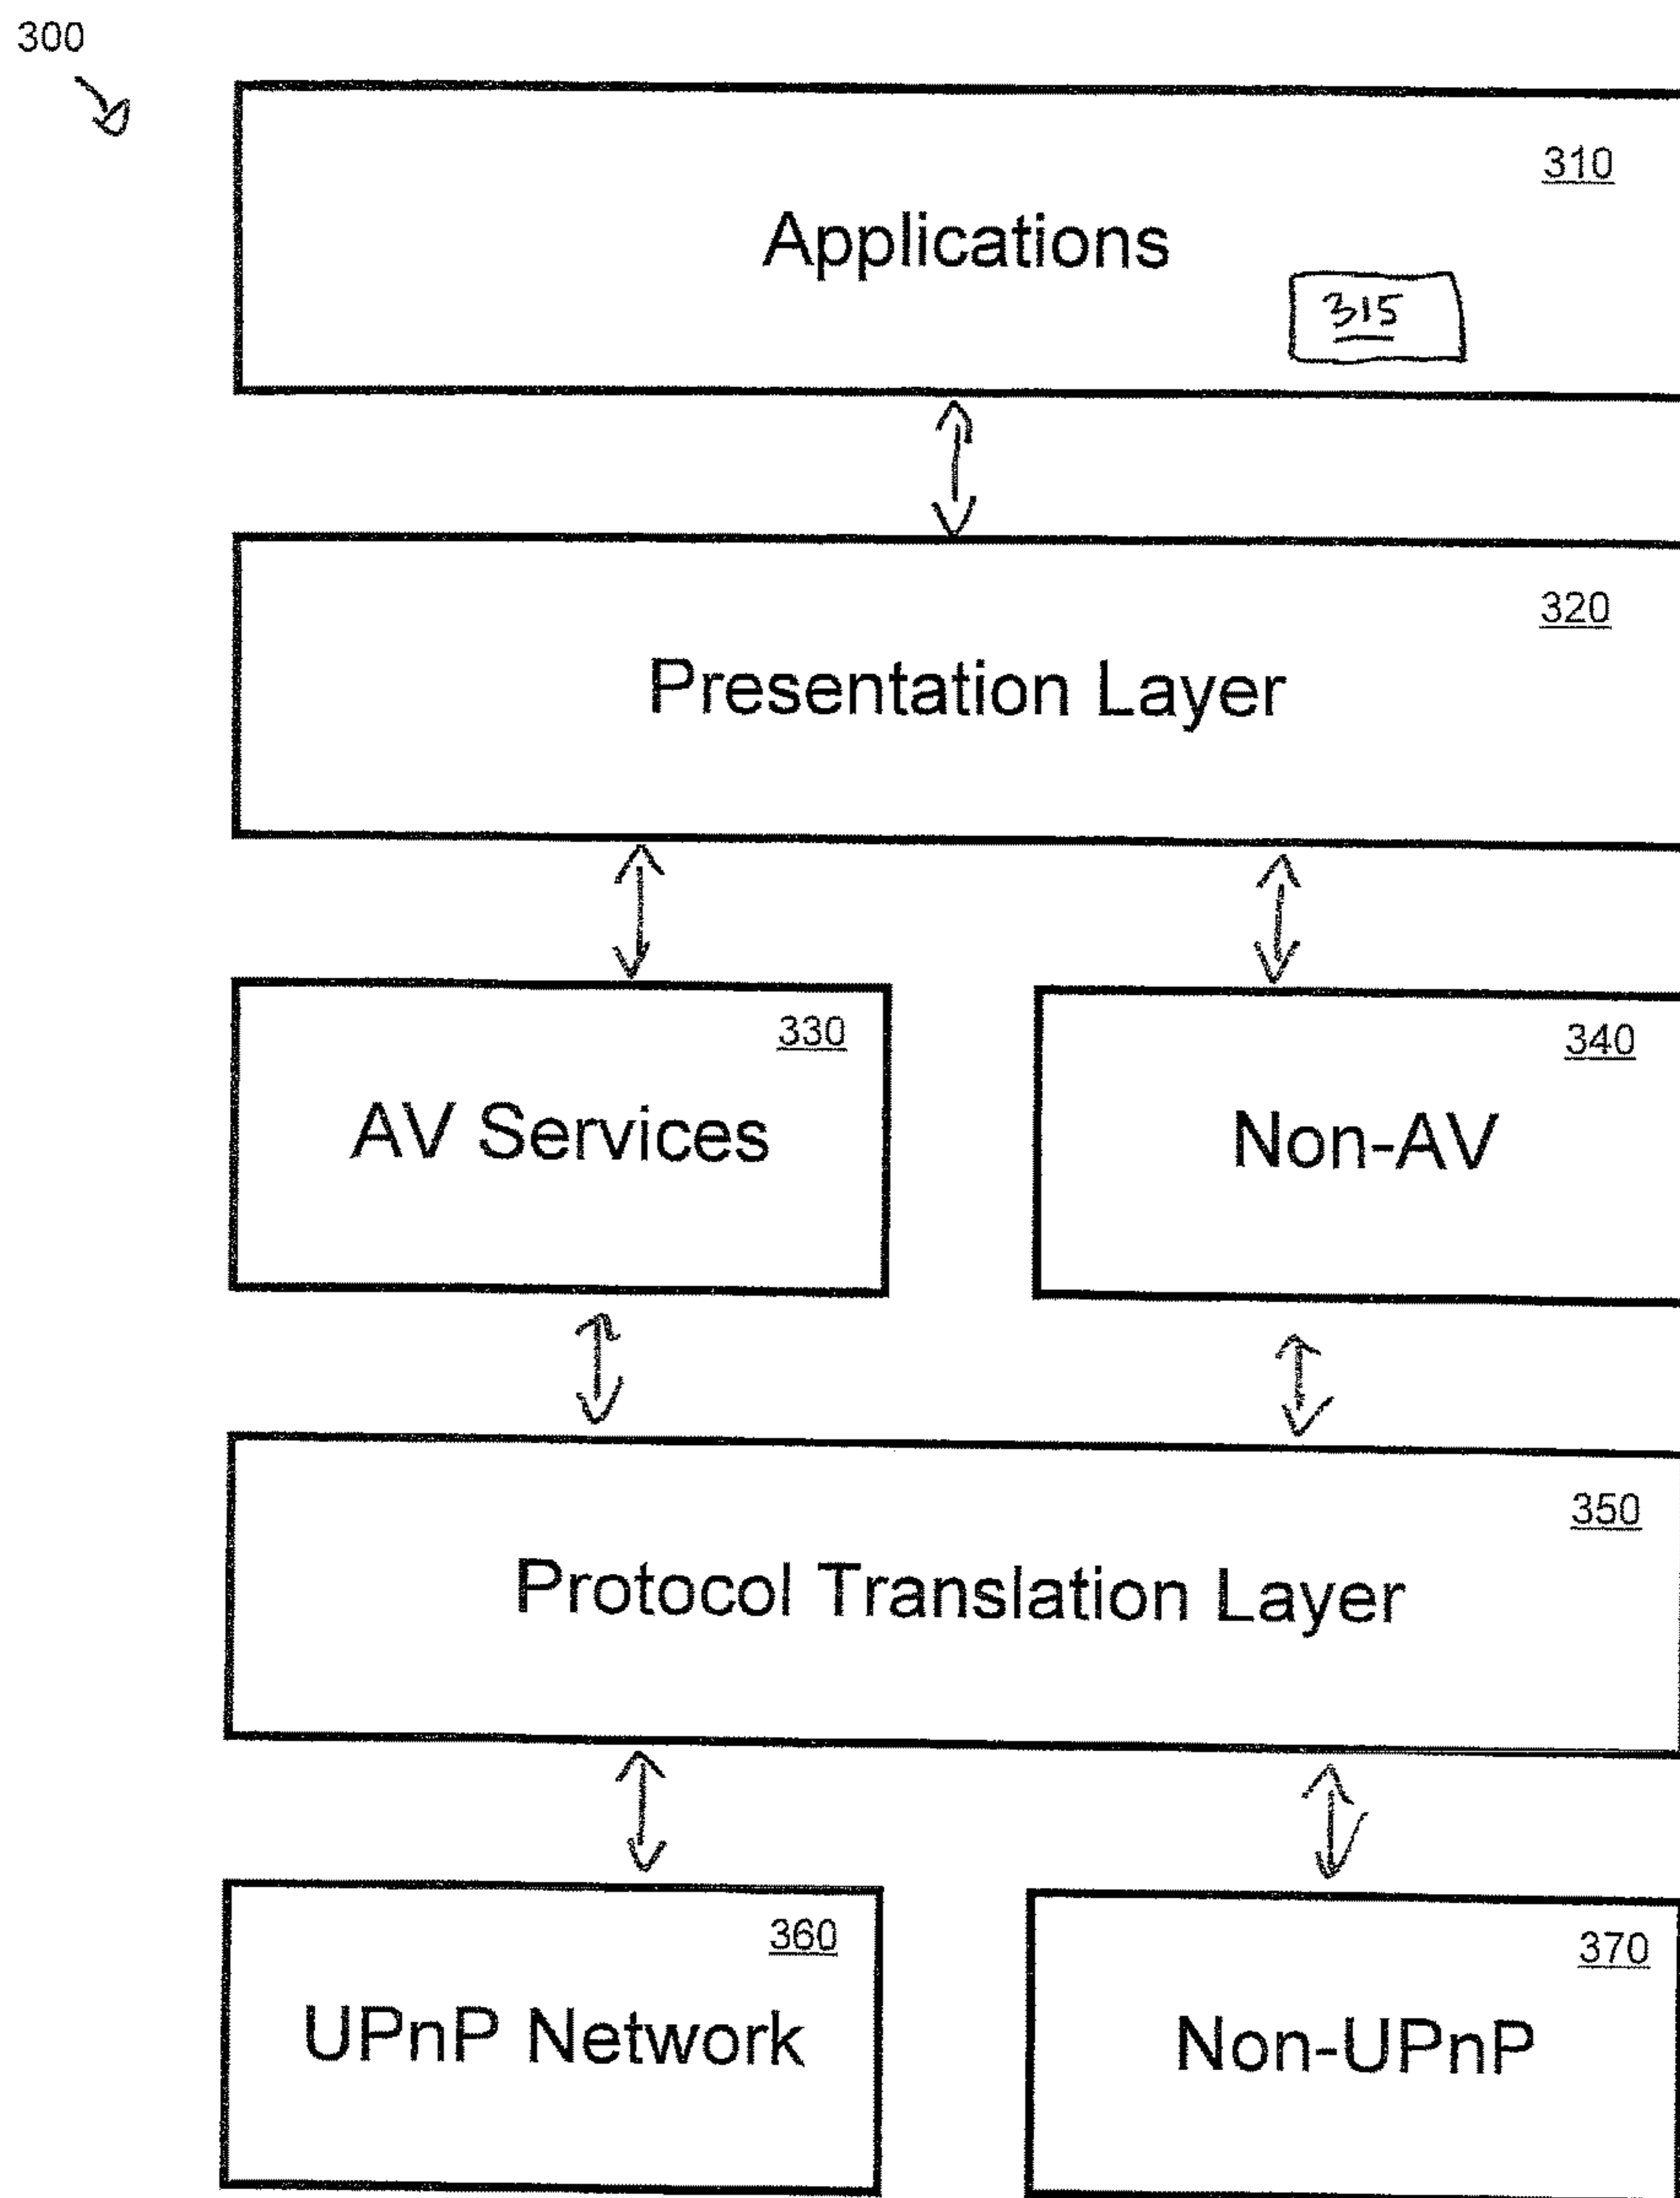 300
310
Applications
315
320
Presentation Layer
330
AV Services
340
Non-AV
350
Protocol Translation Layer
360
UPnP Network
370
Non-UPnP